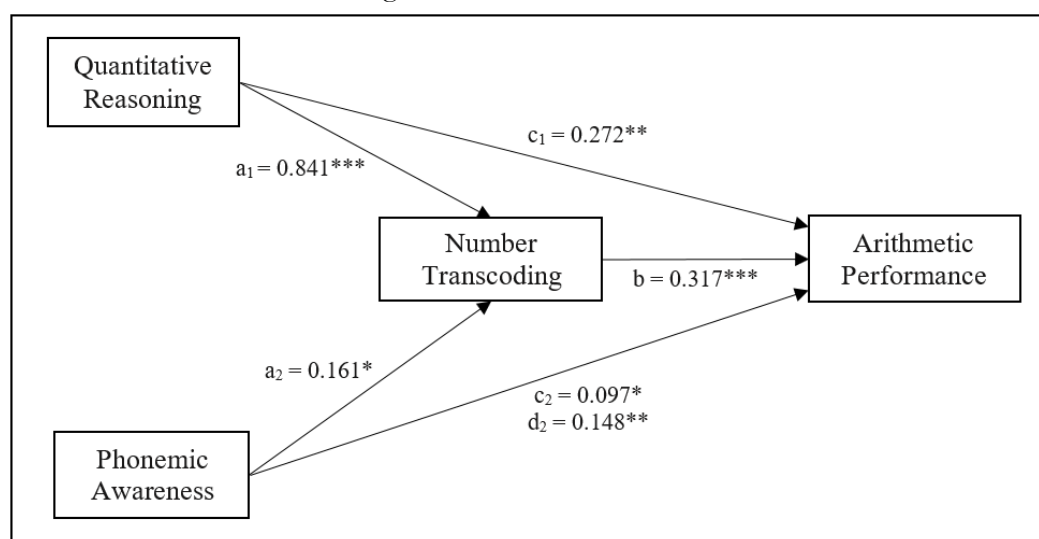 Quantitative
Reasoning
c₁ = 0.272**
a₁ = 0.841***
Number
Transcoding
Arithmetic
Performance
b = 0.317***
a₂ = 0.161*
c₂ = 0.097*
d₂ = 0.148**
Phonemic
Awareness